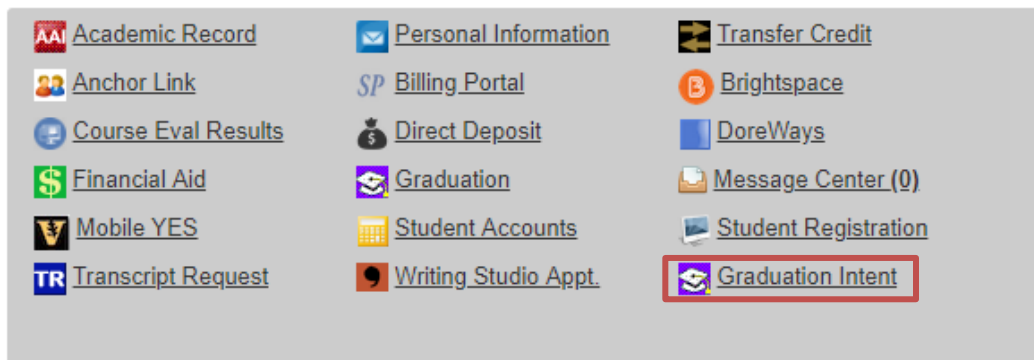 AAI Academic Record Personal Information Transfer Credit
Anchor Link SP Billing Portal B Brightspace
Course Eval Results $ Direct Deposit DoreWays
$ Financial Aid Graduation Message Center (0)
V Mobile YES Student Accounts Student Registration
TR Transcript Request Writing Studio Appt. Graduation Intent